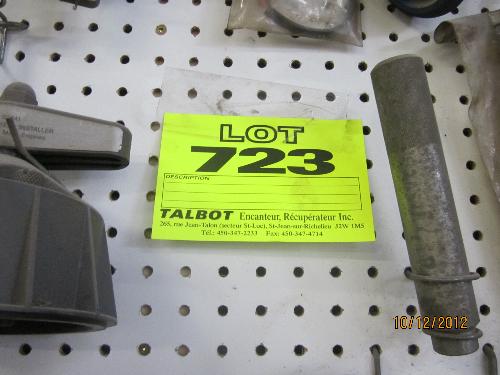 INSTALLER
LOT
723
DESCRIPTION
TALBOT Encanteur, Récupérateur Inc.
265, rue Jean-Talon (secteur St-Luc), St-Jean-sur-Richelieu J2W 1M5
Tél.: 450-347-2233 Fax: 450-347-4714
10/12/2012